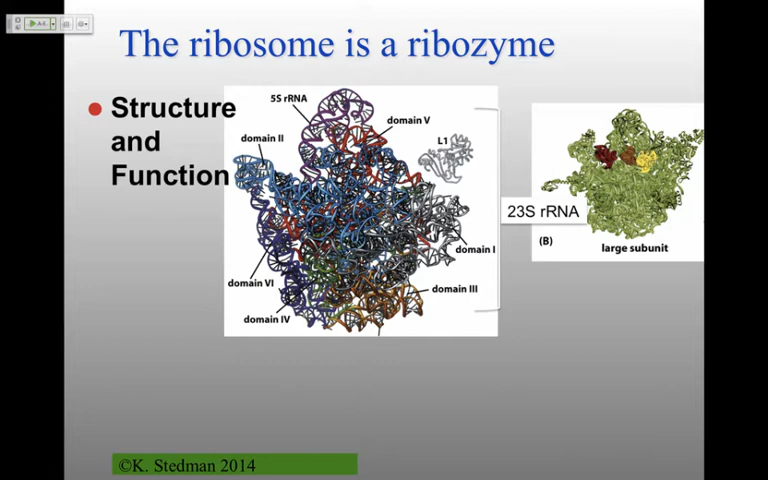 The ribosome is a ribozyme
Structure
and
Function
5S rRNA
domain V
domain II
L1
domain I
domain VI
domain III
domain IV
23S rRNA
(B)
large subunit
©K. Stedman 2014